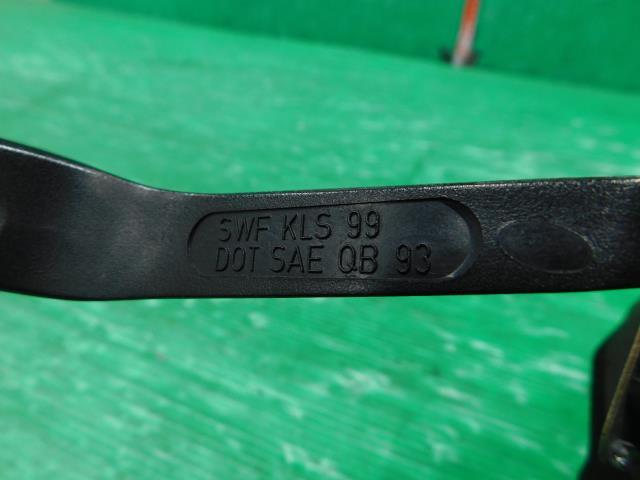 SWF KLS 99
DOT SAE QB 93